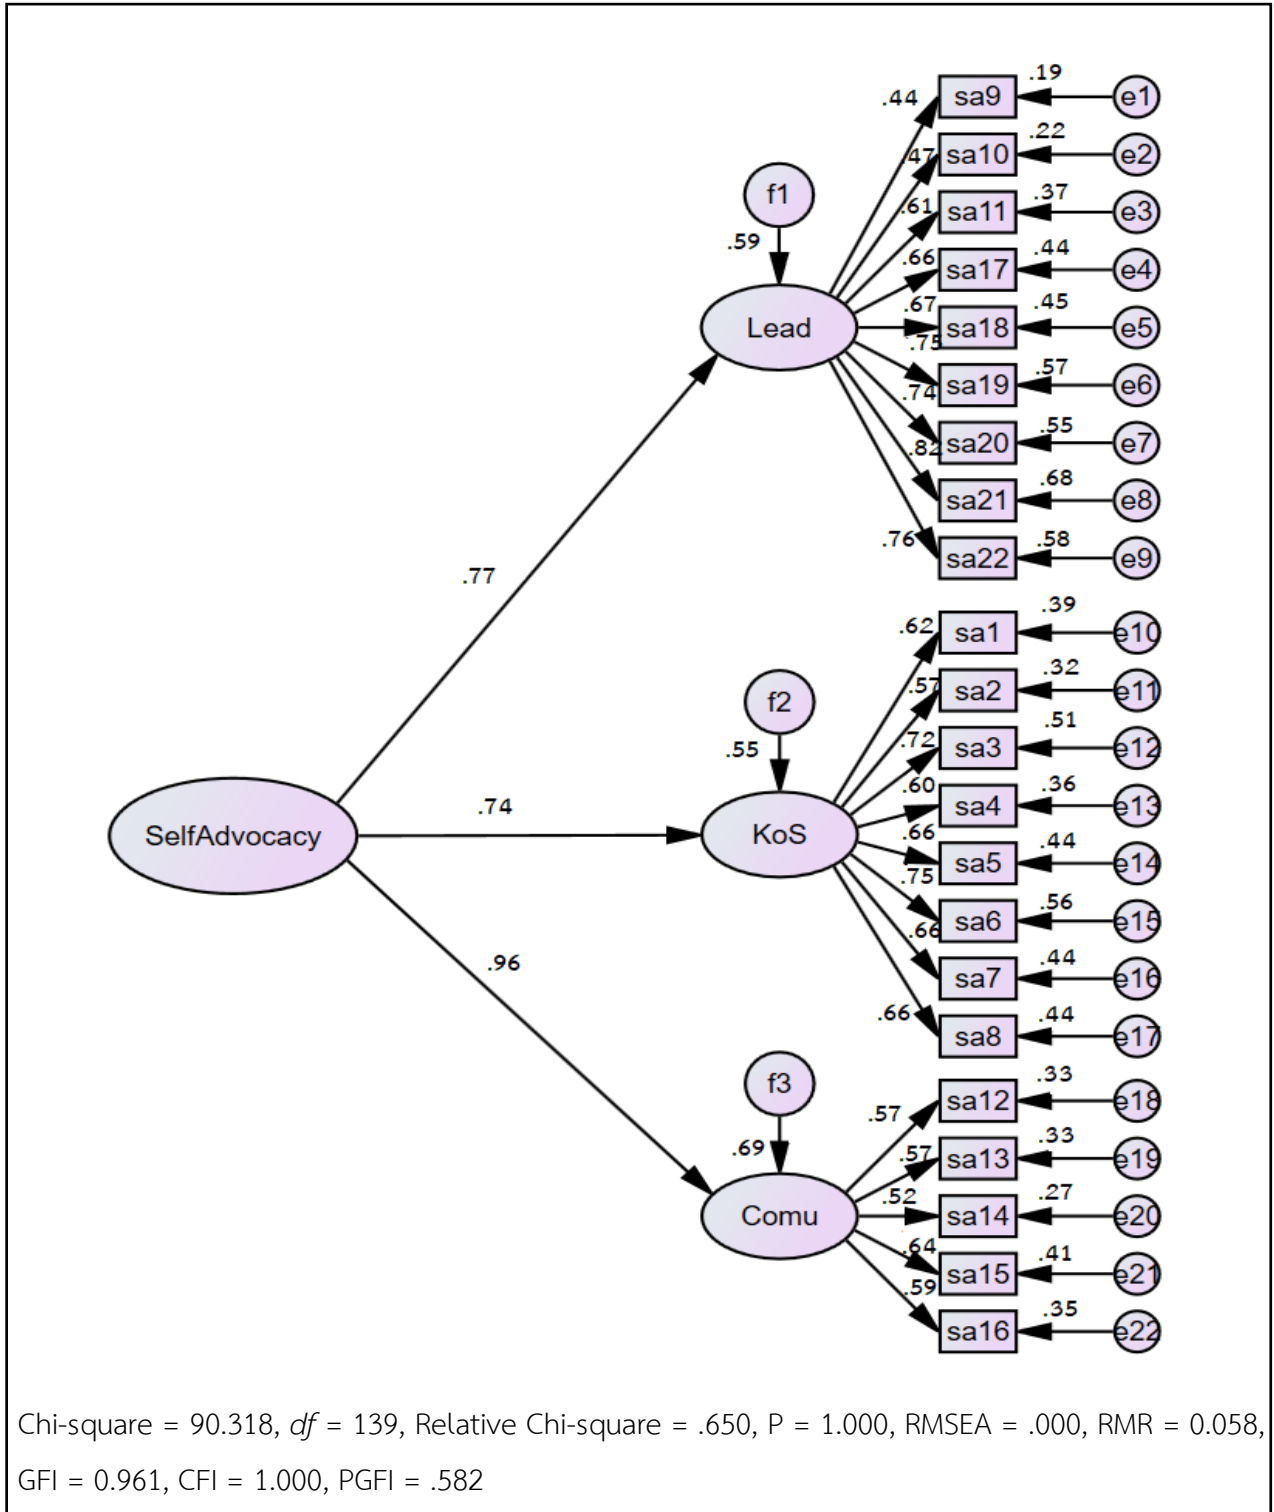 .44 sa9 .19 e1
.47 sa10 .22 e2
f1
.61 sa11 .37 e3
.59
.66 sa17 .44 e4
Lead
.67 sa18 .45 e5
.75 sa19 .57 e6
.74 sa20 .55 e7
.82 sa21 .68 e8
.76 sa22 .58 e9
.77
.62 sa1 .39 e10
.57 sa2 .32 e11
f2
.72 sa3 .51 e12
.55
.60 sa4 .36 e13
SelfAdvocacy .74 KoS
.66 sa5 .44 e14
.75 sa6 .56 e15
.66 sa7 .44 e16
.96
.66 sa8 .44 e17
f3
.57 sa12 .33 e18
.69
.57 sa13 .33 e19
Comu
.52 sa14 .27 e20
.64 sa15 .41 e21
.59 sa16 .35 e22
Chi-square = 90.318, df = 139, Relative Chi-square = .650, P = 1.000, RMSEA = .000, RMR = 0.058,
GFI = 0.961, CFI = 1.000, PGFI = .582